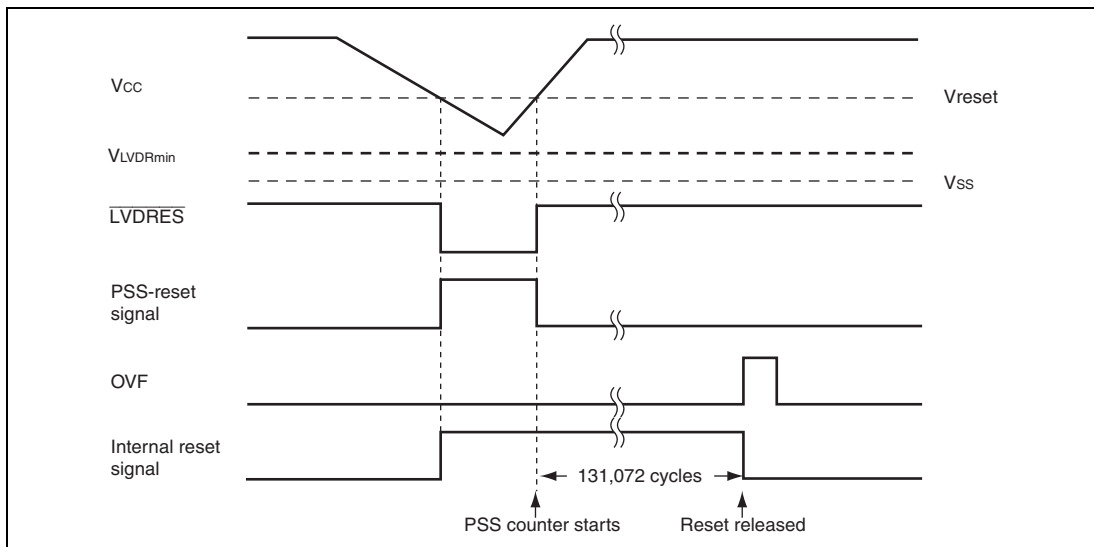 VCC
Vreset
VLVDRmin
VSS
LVDRES
PSS-reset
signal
OVF
Internal reset
signal
131,072 cycles
PSS counter starts
Reset released